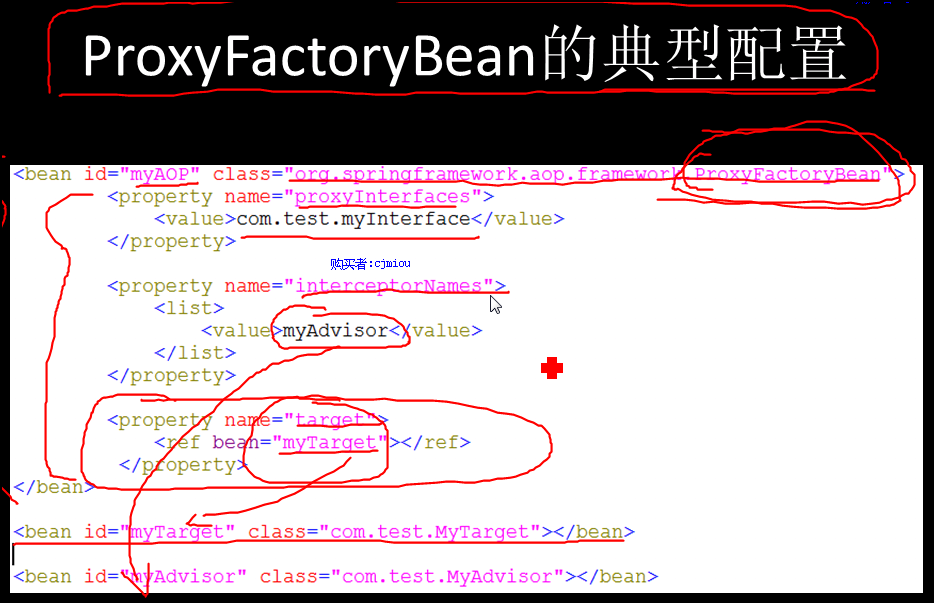 ProxyFactoryBean的典型配置
<bean id="myAOP" class="org.springframework.aop.framework.ProxyFactoryBean">
<property name="proxyInterfaces">
<value>com.test.myInterface</value>
</property>
购买者:cjmiou
<property name="interceptorNames">
<list>
<value>myAdvisor</value>
</list>
</property>
<property name="target">
<ref bean="myTarget"></ref>
</property>
</bean>
<bean id="myTarget" class="com.test.MyTarget"></bean>
<bean id="myAdvisor" class="com.test.MyAdvisor"></bean>